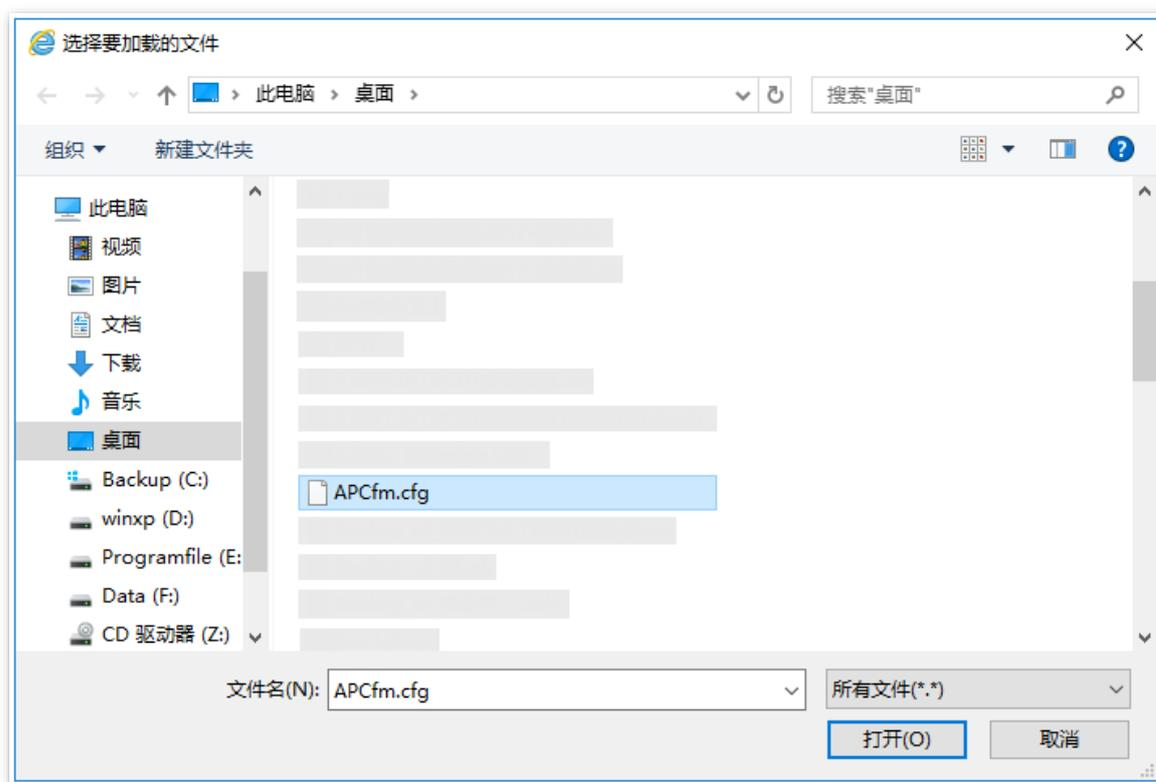 选择要加载的文件
此电脑 桌面
搜索"桌面"
组织 新建文件夹
?
此电脑
视频
图片
文档
下载
音乐
桌面
Backup (C:)
winxp (D:)
Programfile (E:
Data (F:)
CD 驱动器 (Z:)
APCfm.cfg
文件名(N): APCfm.cfg
所有文件(*.*)
打开(O) 取消